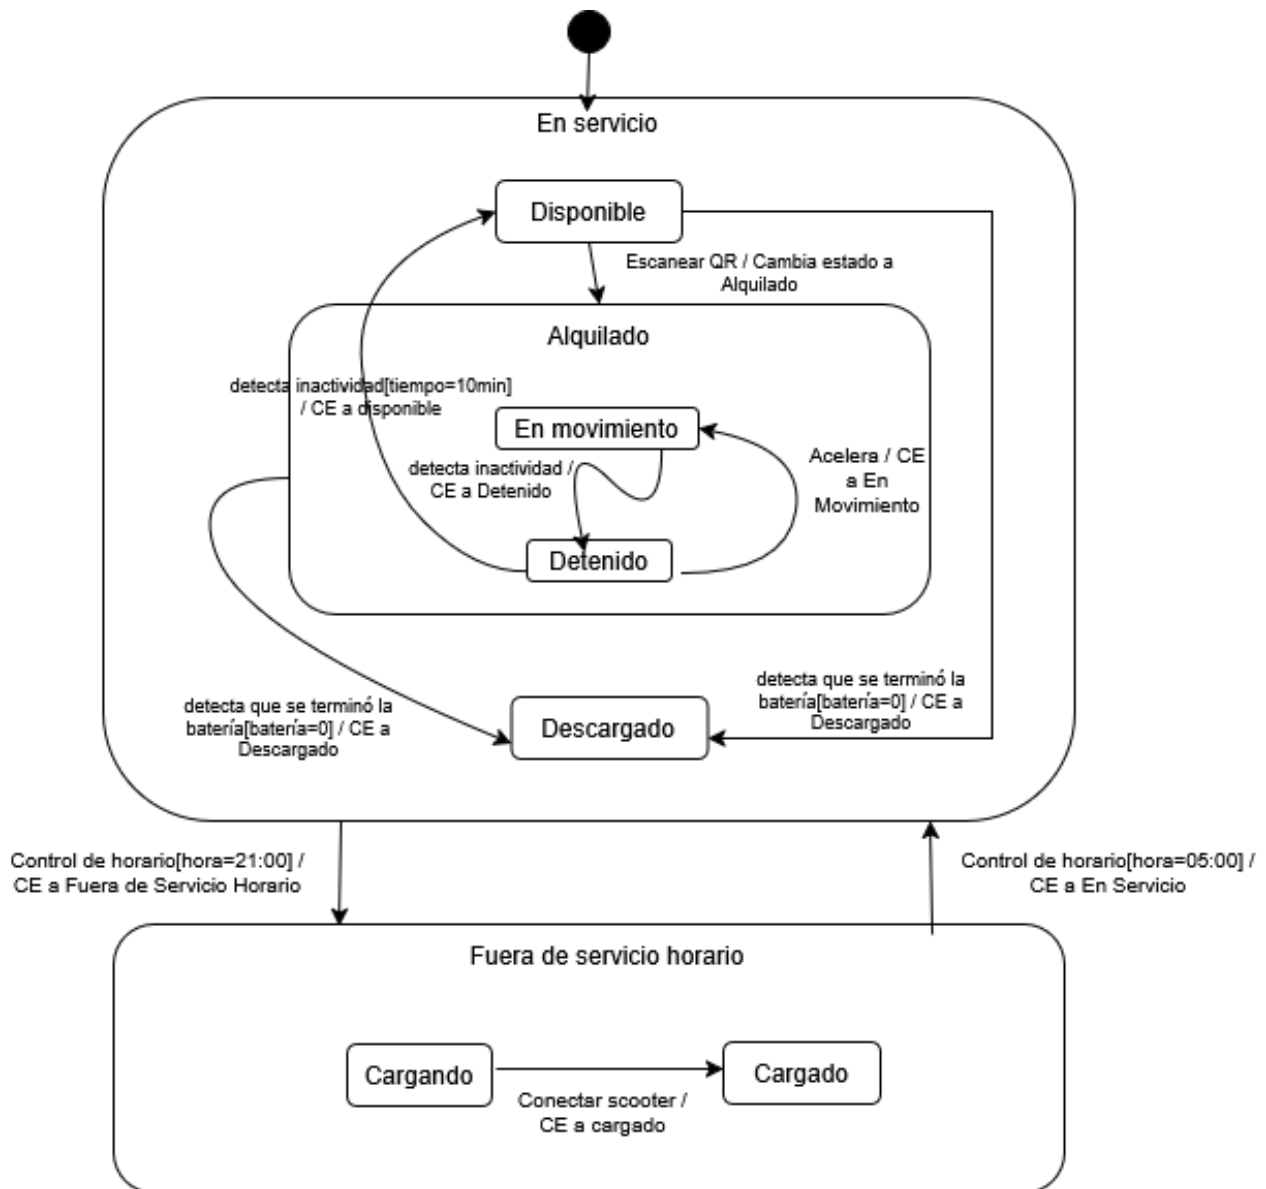 En servicio
Disponible
Escanear QR / Cambia estado a
Alquilado
Alquilado
detecta inactividad[tiempo=10min]
/ CE a disponible
En movimiento
detecta inactividad /
CE a Detenido
Acelera / CE
a En
Movimiento
Detenido
detecta que se terminó la
batería[batería=0] / CE a
Descargado
Descargado
detecta que se terminó la
batería[batería=0] / CE a
Descargado
Control de horario[hora=21:00] /
CE a Fuera de Servicio Horario
Control de horario[hora=05:00] /
CE a En Servicio
Fuera de servicio horario
Cargando
Conectar scooter /
CE a cargado
Cargado